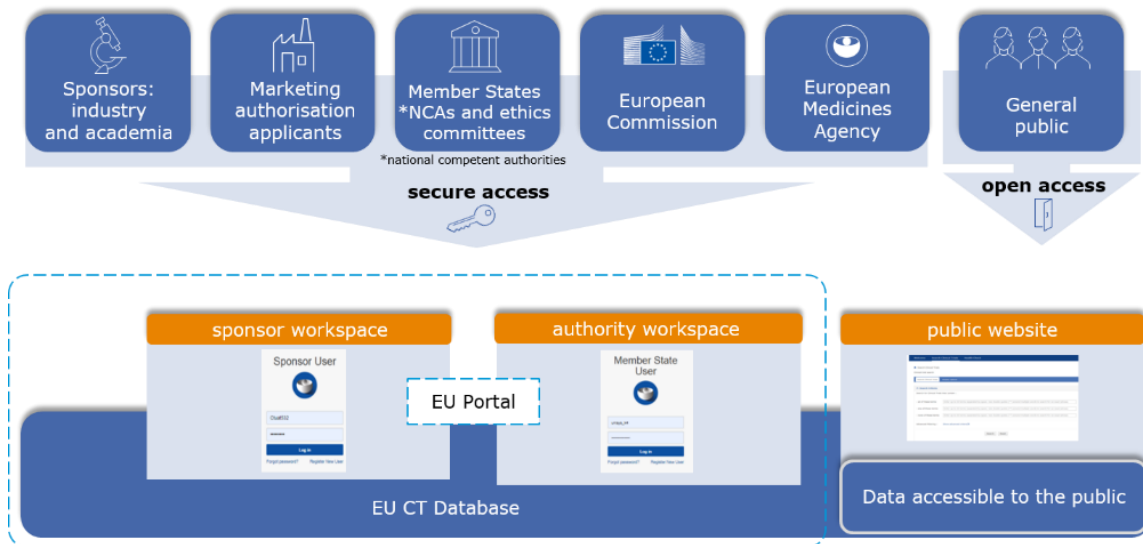 Sponsors:
industry
and academia
Marketing
authorisation
applicants
Member States
*NCAs and ethics
committees
European
Commission
European
Medicines
Agency
General
public
*national competent authorities
secure access
open access
sponsor workspace
authority workspace
public website
Sponsor User
Log in
Forgot password?
Register New User
Member State
User
Log in
Forgot password?
Register New User
EU Portal
EU CT Database
Data accessible to the public